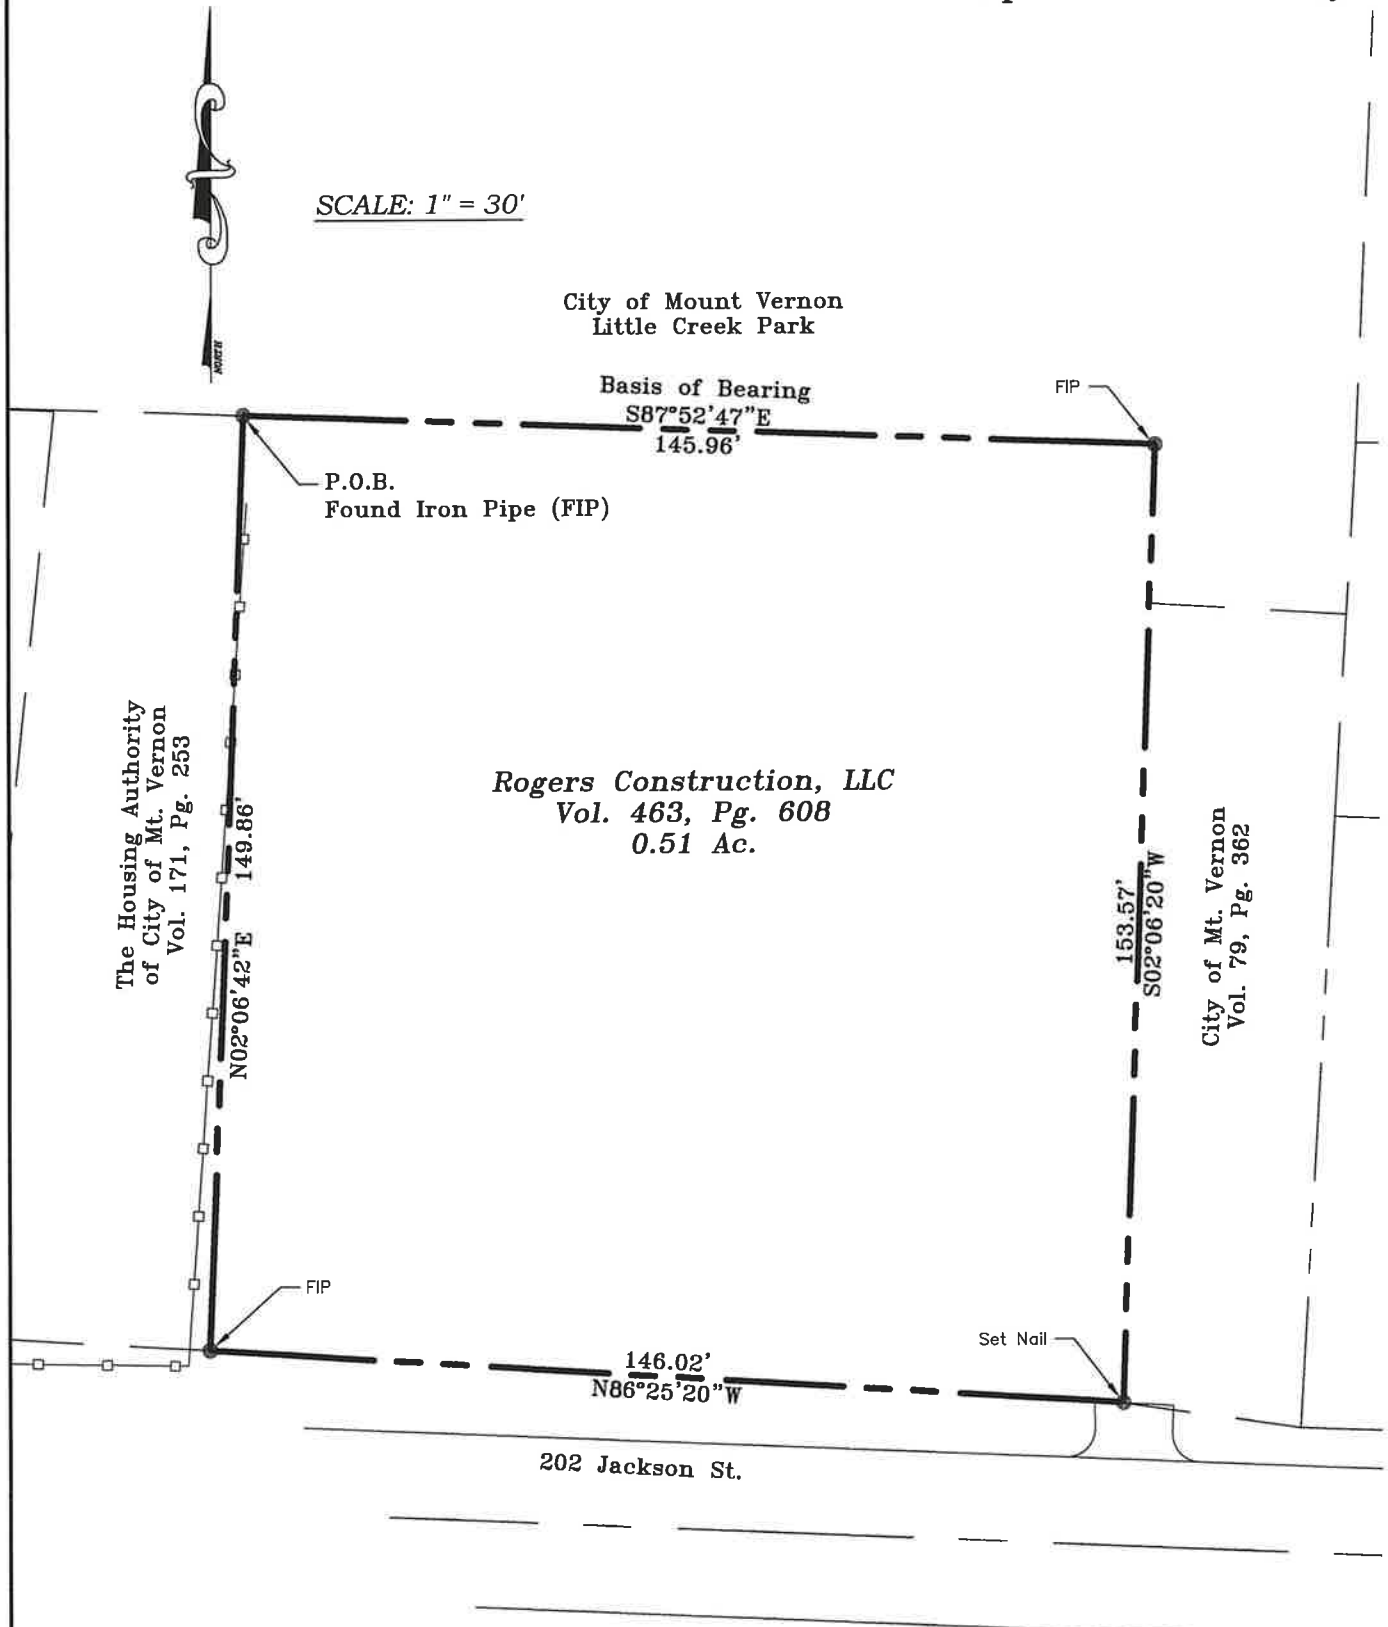 NORTH
SCALE: 1" = 30'
City of Mount Vernon
Little Creek Park
Basis of Bearing
S87°52'47"E
145.96'
FIP
P.O.B.
Found Iron Pipe (FIP)
The Housing Authority
of City of Mt. Vernon
Vol. 171, Pg. 253
N02°06'42"E 149.86'
Rogers Construction, LLC
Vol. 463, Pg. 608
0.51 Ac.
153.57'
S02°06'20"W
City of Mt. Vernon
Vol. 79, Pg. 362
FIP
Set Nail
146.02'
N86°25'20"W
202 Jackson St.